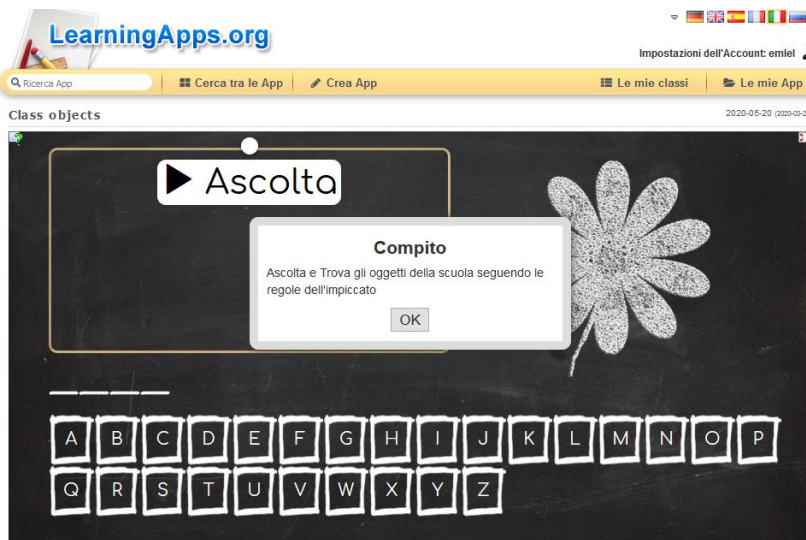 LearningApps.org
Impostazioni dell'Account: emlel
Ricerca App
Cerca tra le App
Crea App
Le mie classi
Le mie App
Class objects
2020-05-20
Ascolta
Compito
Ascolta e Trova gli oggetti della scuola seguendo le
regole dell'impiccato
OK
A B C D E F G H I J K L M N O P
Q R S T U V W X Y Z